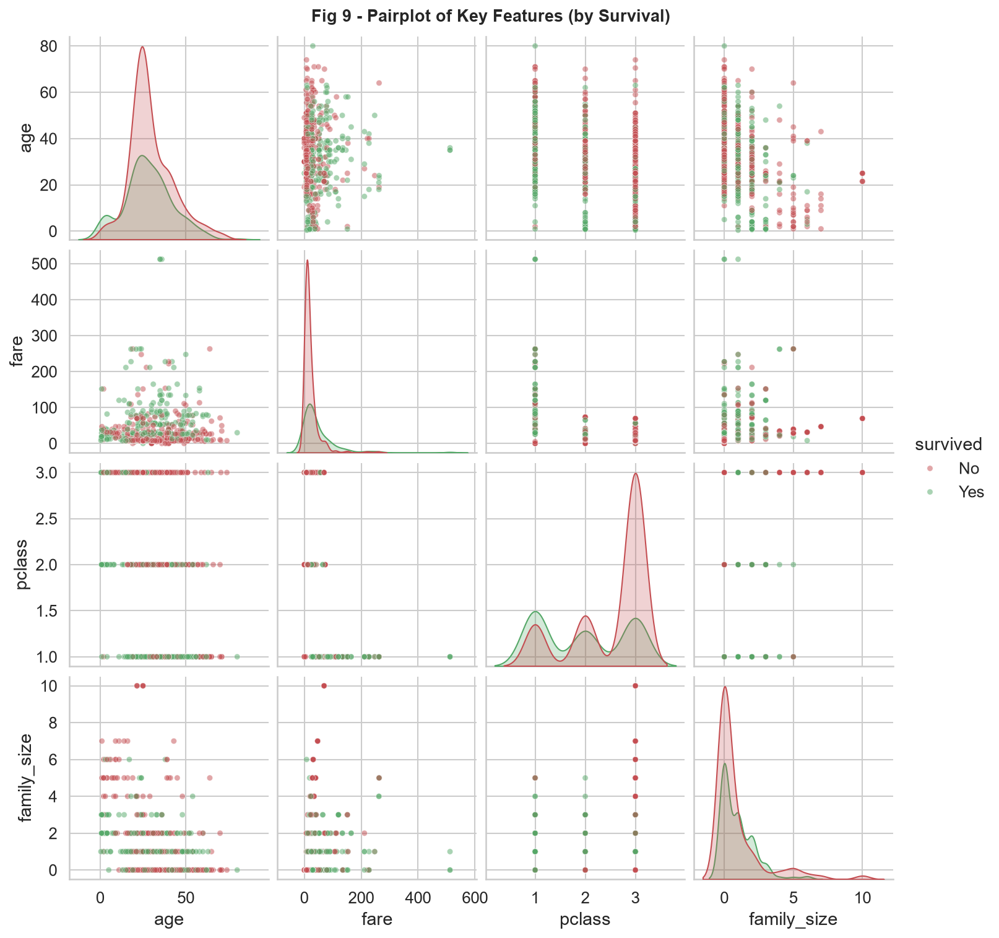 Fig 9 - Pairplot of Key Features (by Survival)
80
60
40
20
0
age
500
400
300
200
100
0
fare
survived
No
Yes
3.0
2.5
2.0
1.5
1.0
pclass
10
8
6
4
2
0
family_size
0 50
0 200 400 600
1 2 3
0 5 10
age
fare
pclass
family_size